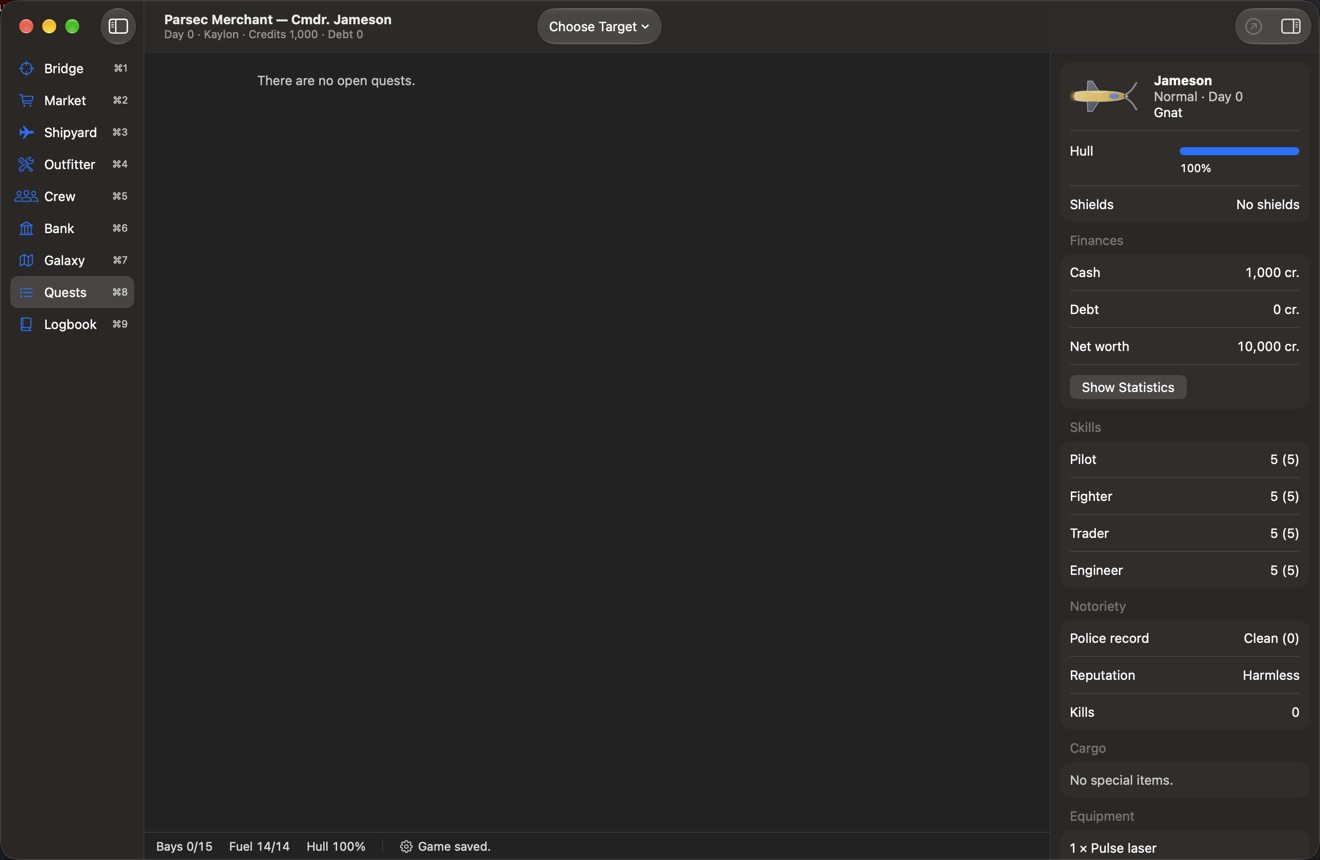 Parsec Merchant — Cmdr. Jameson
Day 0 · Kaylon · Credits 1,000 · Debt 0
Choose Target
Bridge ⌘1
Market ⌘2
Shipyard ⌘3
Outfitter ⌘4
Crew ⌘5
Bank ⌘6
Galaxy ⌘7
Quests ⌘8
Logbook ⌘9
There are no open quests.
Jameson
Normal · Day 0
Gnat
Hull
100%
Shields No shields
Finances
Cash 1,000 cr.
Debt 0 cr.
Net worth 10,000 cr.
Show Statistics
Skills
Pilot 5 (5)
Fighter 5 (5)
Trader 5 (5)
Engineer 5 (5)
Notoriety
Police record Clean (0)
Reputation Harmless
Kills 0
Cargo
No special items.
Equipment
1 × Pulse laser
Bays 0/15 Fuel 14/14 Hull 100% Game saved.